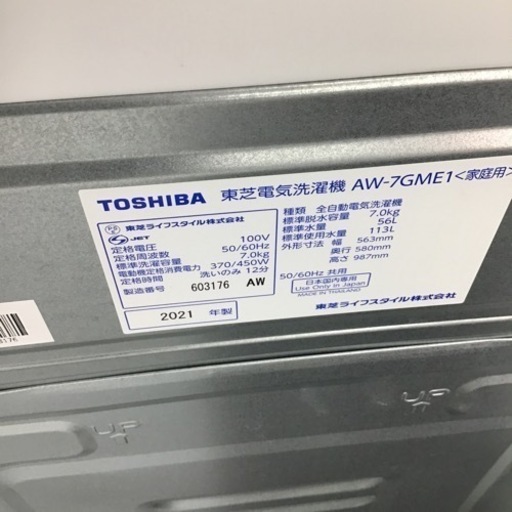 TOSHIBA 東芝電気洗濯機 AW-7GME1<家庭用>
東芝ライフスタイル株式会社
JET
定格電圧 100V
定格周波数 50/60Hz
標準洗濯容量 7.0kg
電動機定格消費電力 370/450W
定格時間 洗いのみ 12分
製造番号 603176 AW
2021 年製
種類 全自動電気洗濯機
標準脱水容量 7.0kg
標準水量 56L
標準使用水量 113L
外形寸法 幅 563mm
奥行 580mm
高さ 987mm
50/60Hz 共用
日本国内専用
Use Only in Japan
MADE IN THAILAND
東芝ライフスタイル株式会社
3176
UP
UP